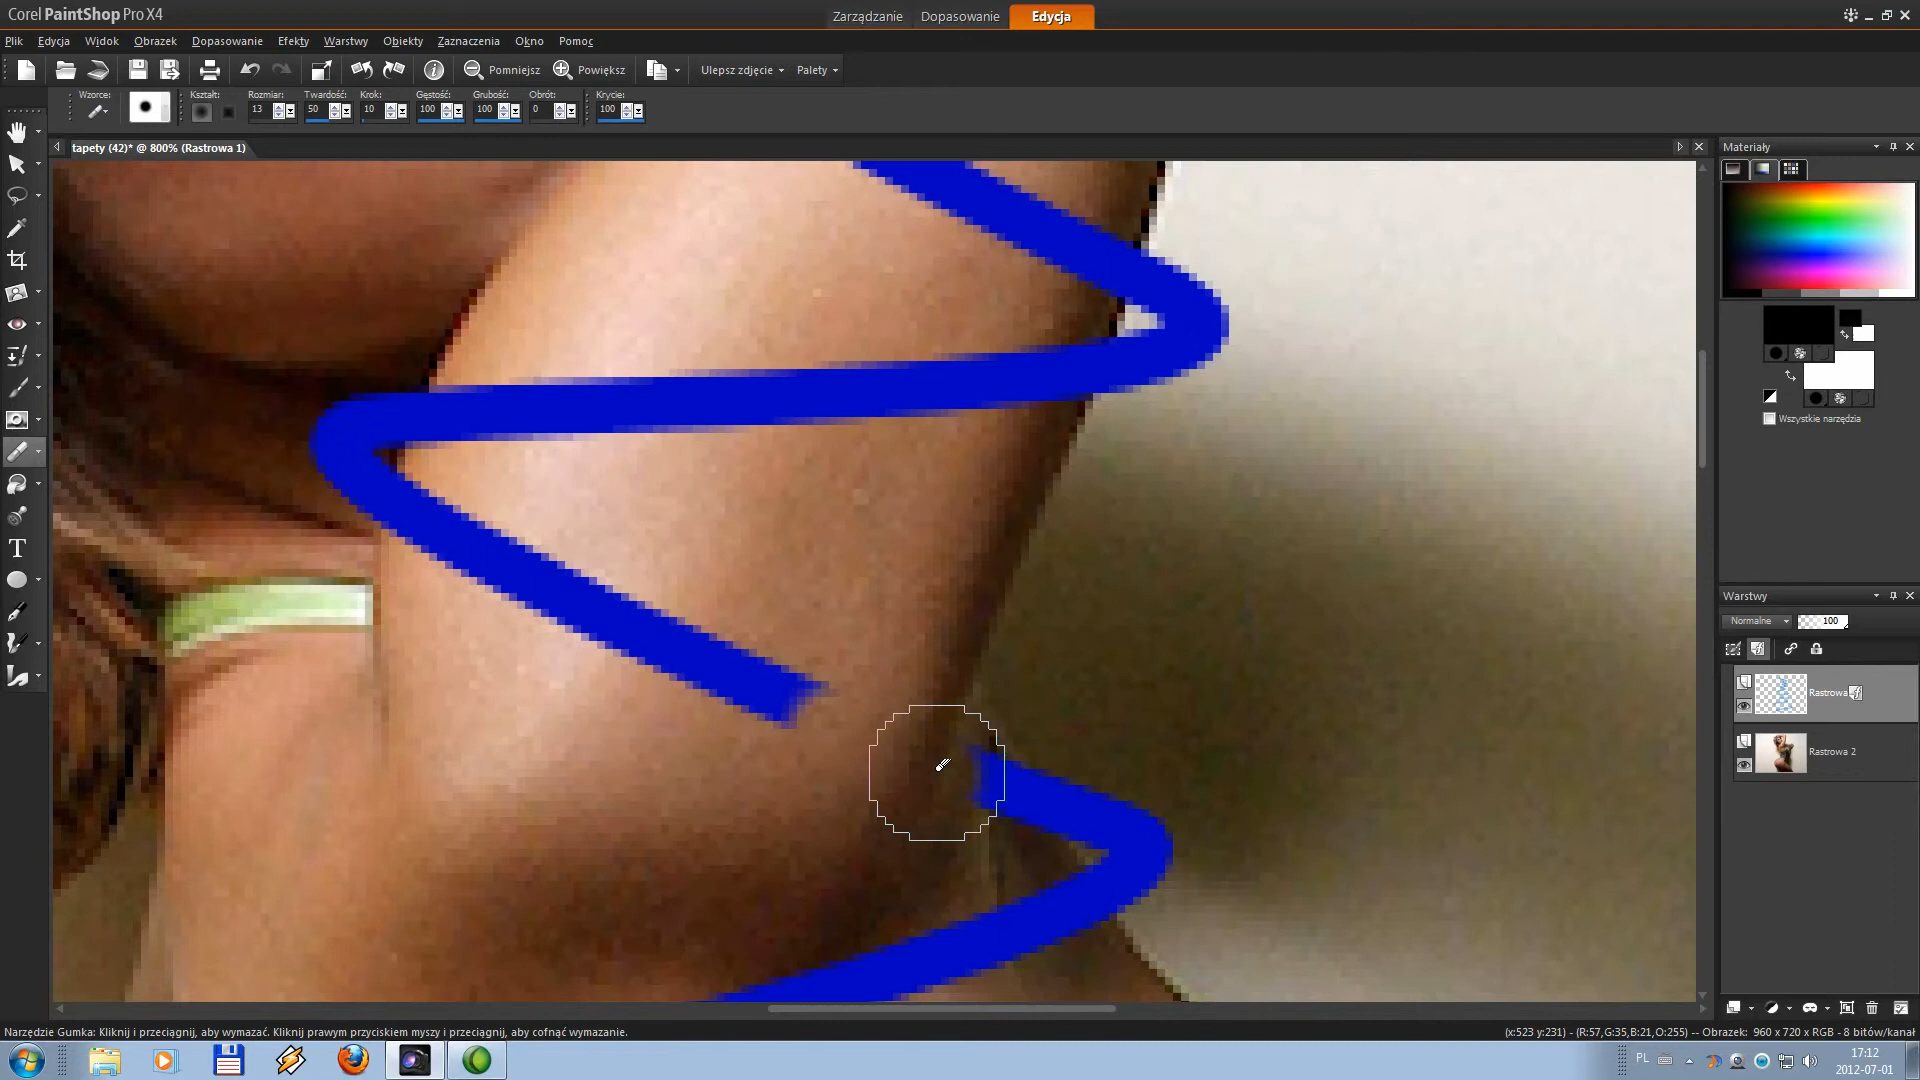 Corel PaintShop Pro X4
Zarządzanie Dopasowanie Edycja
Plik Edycja Widok Obrazek Dopasowanie Efekty Warstwy Obiekty Zaznaczenia Okno Pomoc
Pomniejsz Powiększ Ulepsz zdjęcie Palety
Wzorce: Kształt: Rozmiar: Twardość: Krok: Gęstość: Grubość: Obrót: Krycie:
13 50 10 100 100 0 100
tapety (42)* @ 800% (Rastrowa 1)
Materiały
Wszystkie narzędzia
Warstwy
Normalne 100
Rastrowa
Rastrowa 2
T
Narzędzie Gumka: Kliknij i przeciągnij, aby wymazać. Kliknij prawym przyciskiem myszy i przeciągnij, aby cofnąć wymazanie.
(x:523 y:231) - (R:57,G:35,B:21,O:255) -- Obrazek: 960 x 720 x RGB - 8 bitów/kanał
PL
17:12
2012-07-01